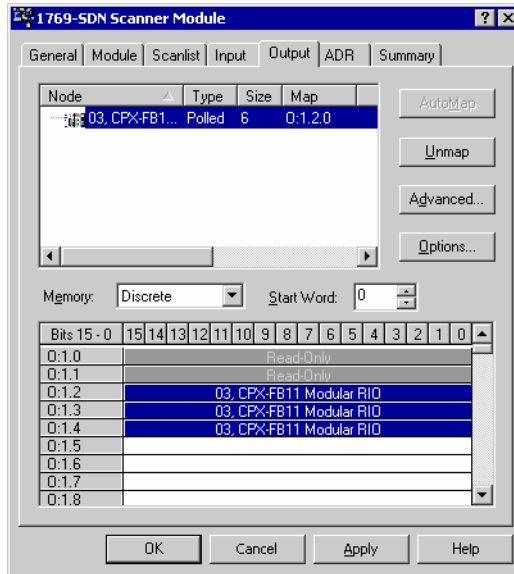 1769-SDN Scanner Module
General Module Scanlist Input Output ADR Summary
Node Type Size Map
03, CPX-FB1... Polled 6 0:1.2.0
AutoMap
Unmap
Advanced...
Options...
Memory: Discrete Start Word: 0
Bits 15 - 0 15 14 13 12 11 10 9 8 7 6 5 4 3 2 1 0
0:1.0 Read-Only
0:1.1 Read-Only
0:1.2 03, CPX-FB11 Modular RIO
0:1.3 03, CPX-FB11 Modular RIO
0:1.4 03, CPX-FB11 Modular RIO
0:1.5
0:1.6
0:1.7
0:1.8
OK Cancel Apply Help